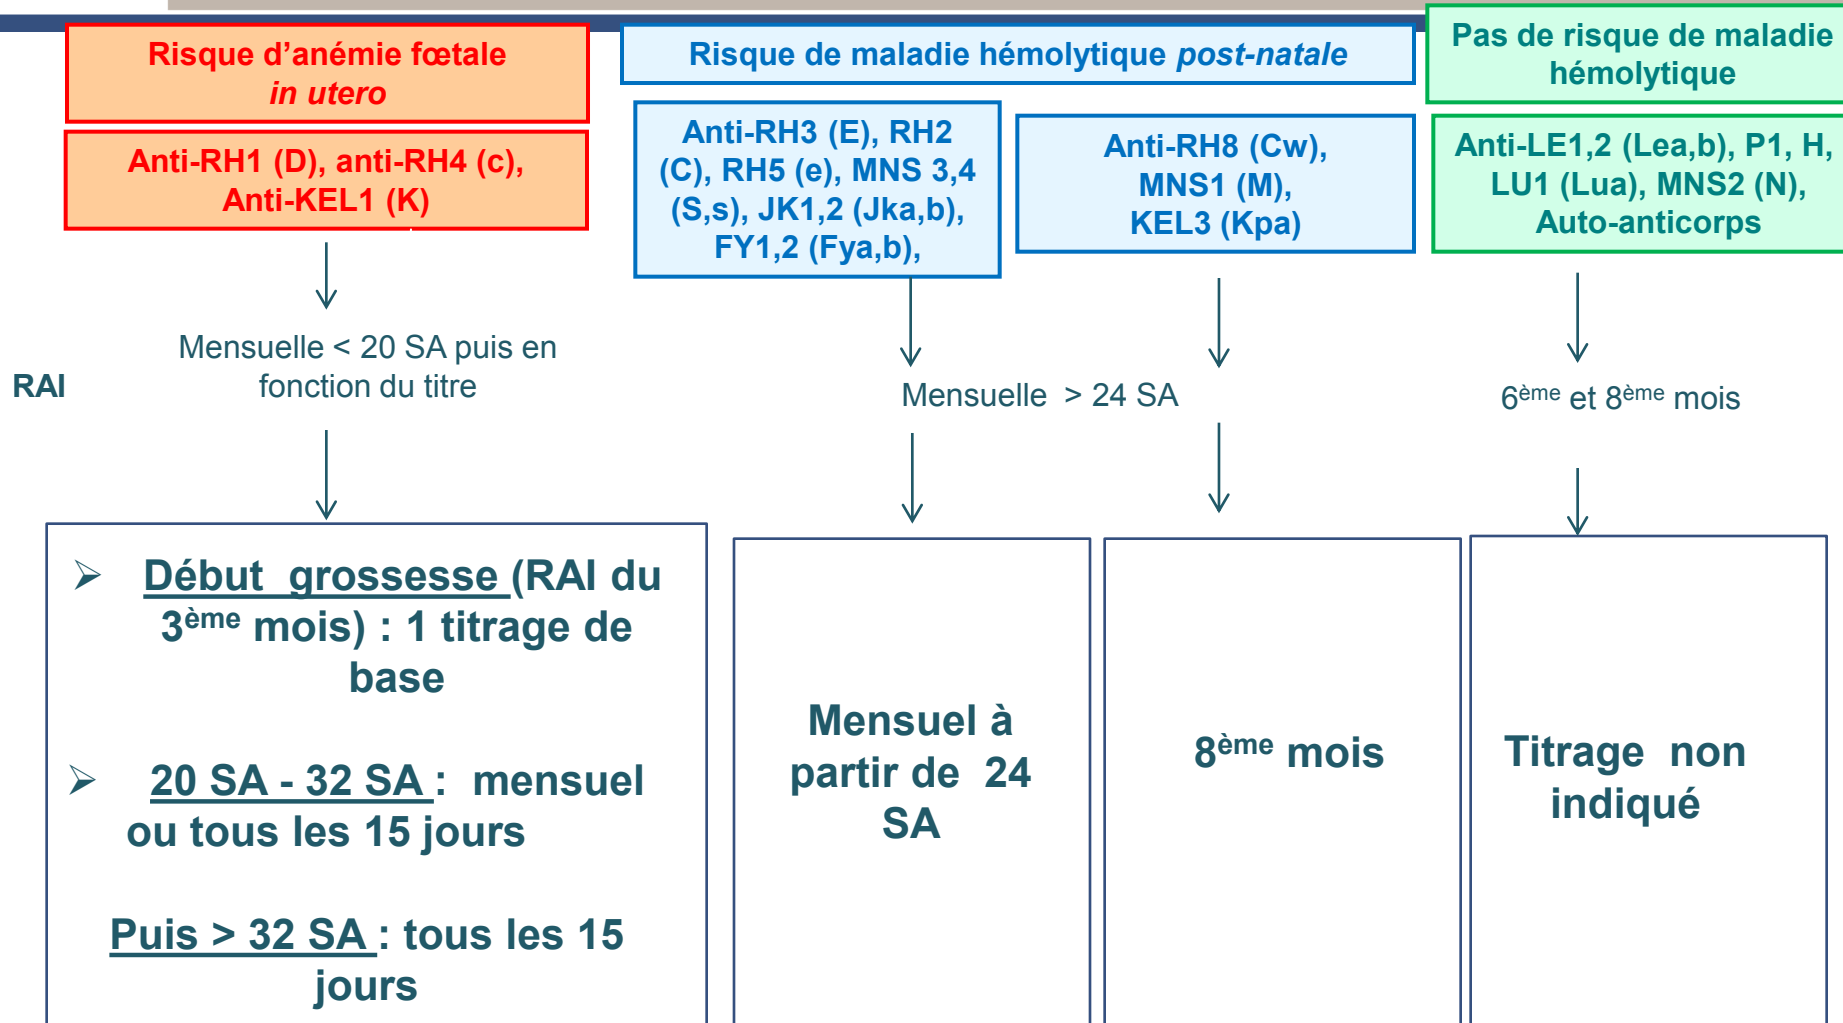 Risque d’anémie fœtale
in utero
Anti-RH1 (D), anti-RH4 (c),
Anti-KEL1 (K)
Risque de maladie hémolytique post-natale
Anti-RH3 (E), RH2
(C), RH5 (e), MNS 3,4
(S,s), JK1,2 (Jka,b),
FY1,2 (Fya,b),
Anti-RH8 (Cw),
MNS1 (M),
KEL3 (Kpa)
Pas de risque de maladie
hémolytique
Anti-LE1,2 (Lea,b), P1, H,
LU1 (Lua), MNS2 (N),
Auto-anticorps
RAI
Mensuelle < 20 SA puis en
fonction du titre
Mensuelle > 24 SA
6ème et 8ème mois
➢ Début grossesse (RAI du
3ème mois) : 1 titrage de
base
➢ 20 SA - 32 SA : mensuel
ou tous les 15 jours
Puis > 32 SA : tous les 15
jours
Mensuel à
partir de 24
SA
8ème mois
Titrage non
indiqué